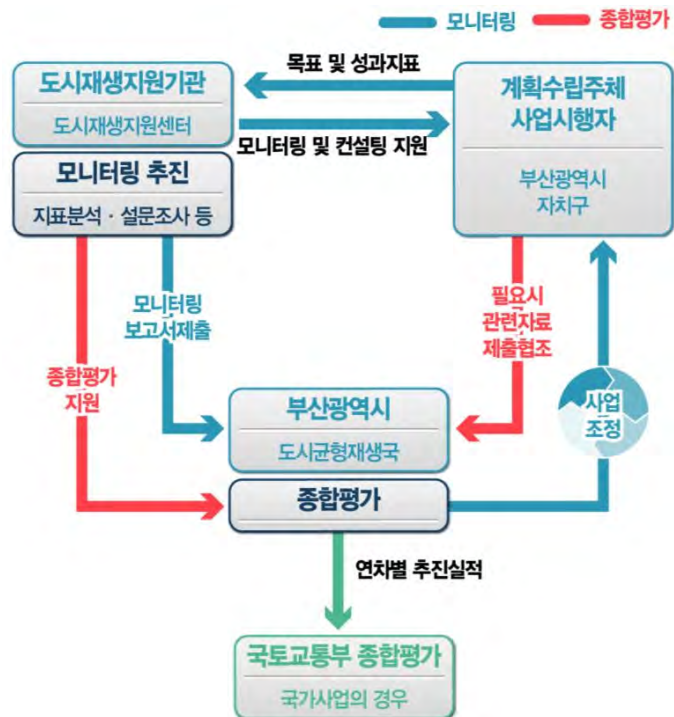 모니터링
종합평가
도시재생지원기관
도시재생지원센터
모니터링 추진
지표분석 · 설문조사 등
목표 및 성과지표
모니터링 및 컨설팅 지원
계획수립주체
사업시행자
부산광역시
자치구
모니터링
보고서제출
종합평가
지원
필요시
관련자료
제출협조
부산광역시
도시균형재생국
종합평가
사업
조정
연차별 추진실적
국토교통부 종합평가
국가사업의 경우